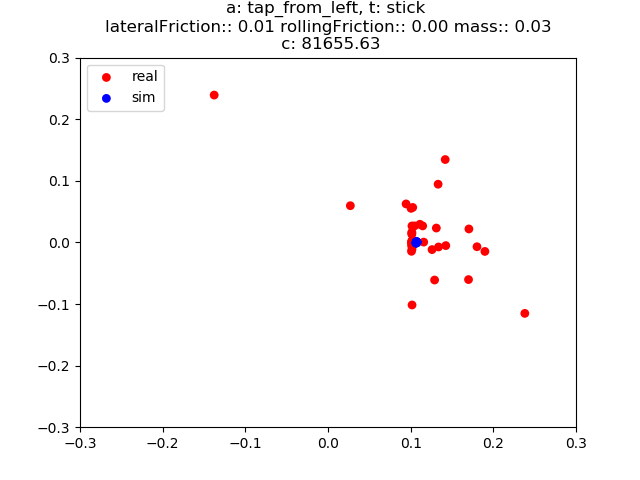 a: tap_from_left, t: stick
lateralFriction:: 0.01 rollingFriction:: 0.00 mass:: 0.03
c: 81655.63
real
sim
0.3
0.2
0.1
0.0
−0.1
−0.2
−0.3
−0.3
−0.2
−0.1
0.0
0.1
0.2
0.3